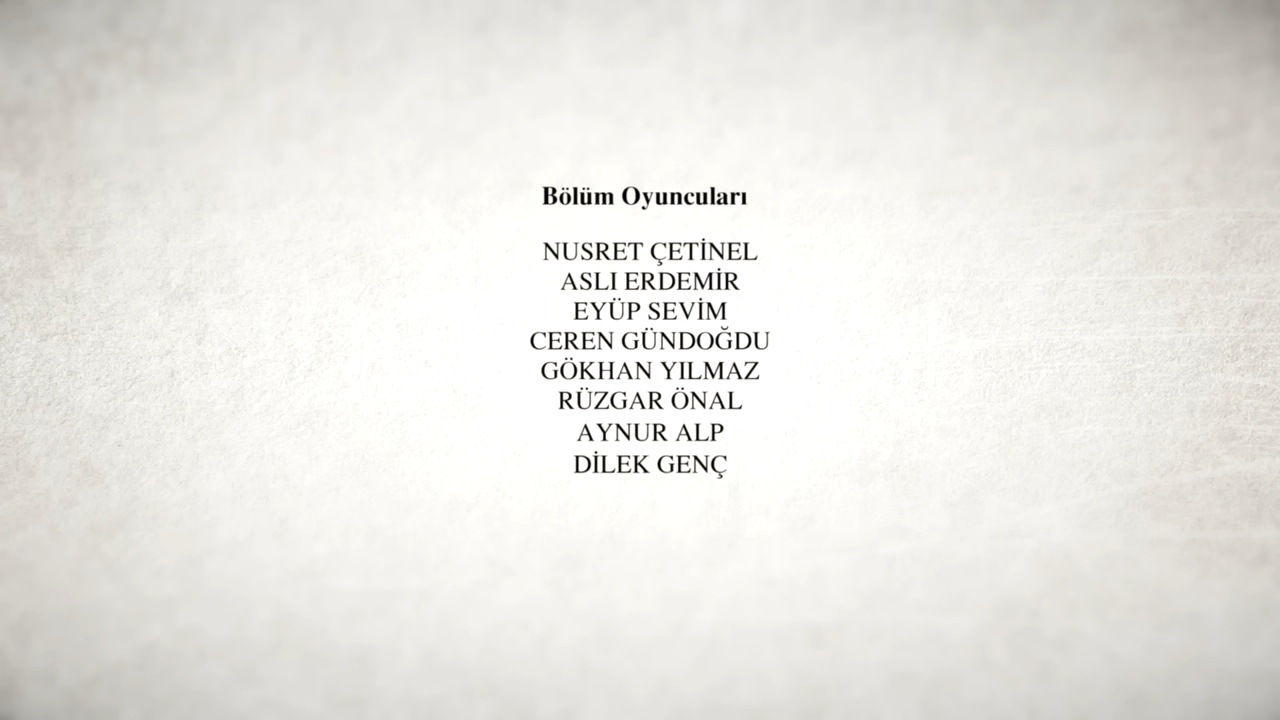 Bölüm Oyuncuları
NUSRET ÇETİNEL
ASLI ERDEMİR
EYÜP SEVİM
CEREN GÜNDOĞDU
GÖKHAN YILMAZ
RÜZGAR ÖNAL
AYNUR ALP
DİLEK GENÇ